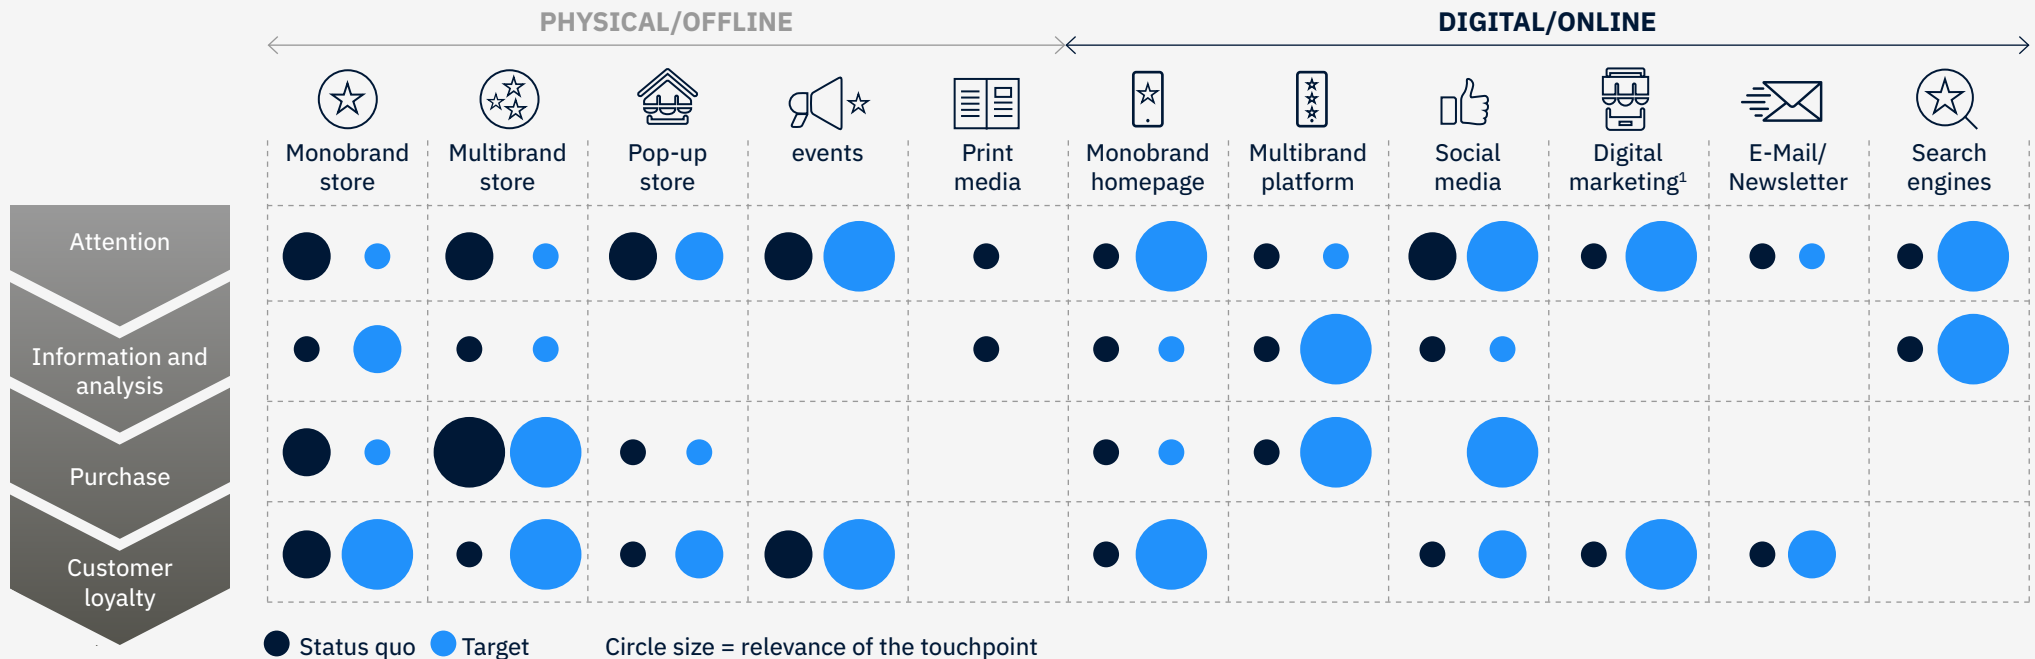 PHYSICAL/OFFLINE
DIGITAL/ONLINE
Monobrand
store
Multibrand
store
Pop-up
store
events
Print
media
Monobrand
homepage
Multibrand
platform
Social
media
Digital
marketing¹
E-Mail/
Newsletter
Search
engines
Attention
Information and
analysis
Purchase
Customer
loyalty
Status quo
Target
Circle size = relevance of the touchpoint